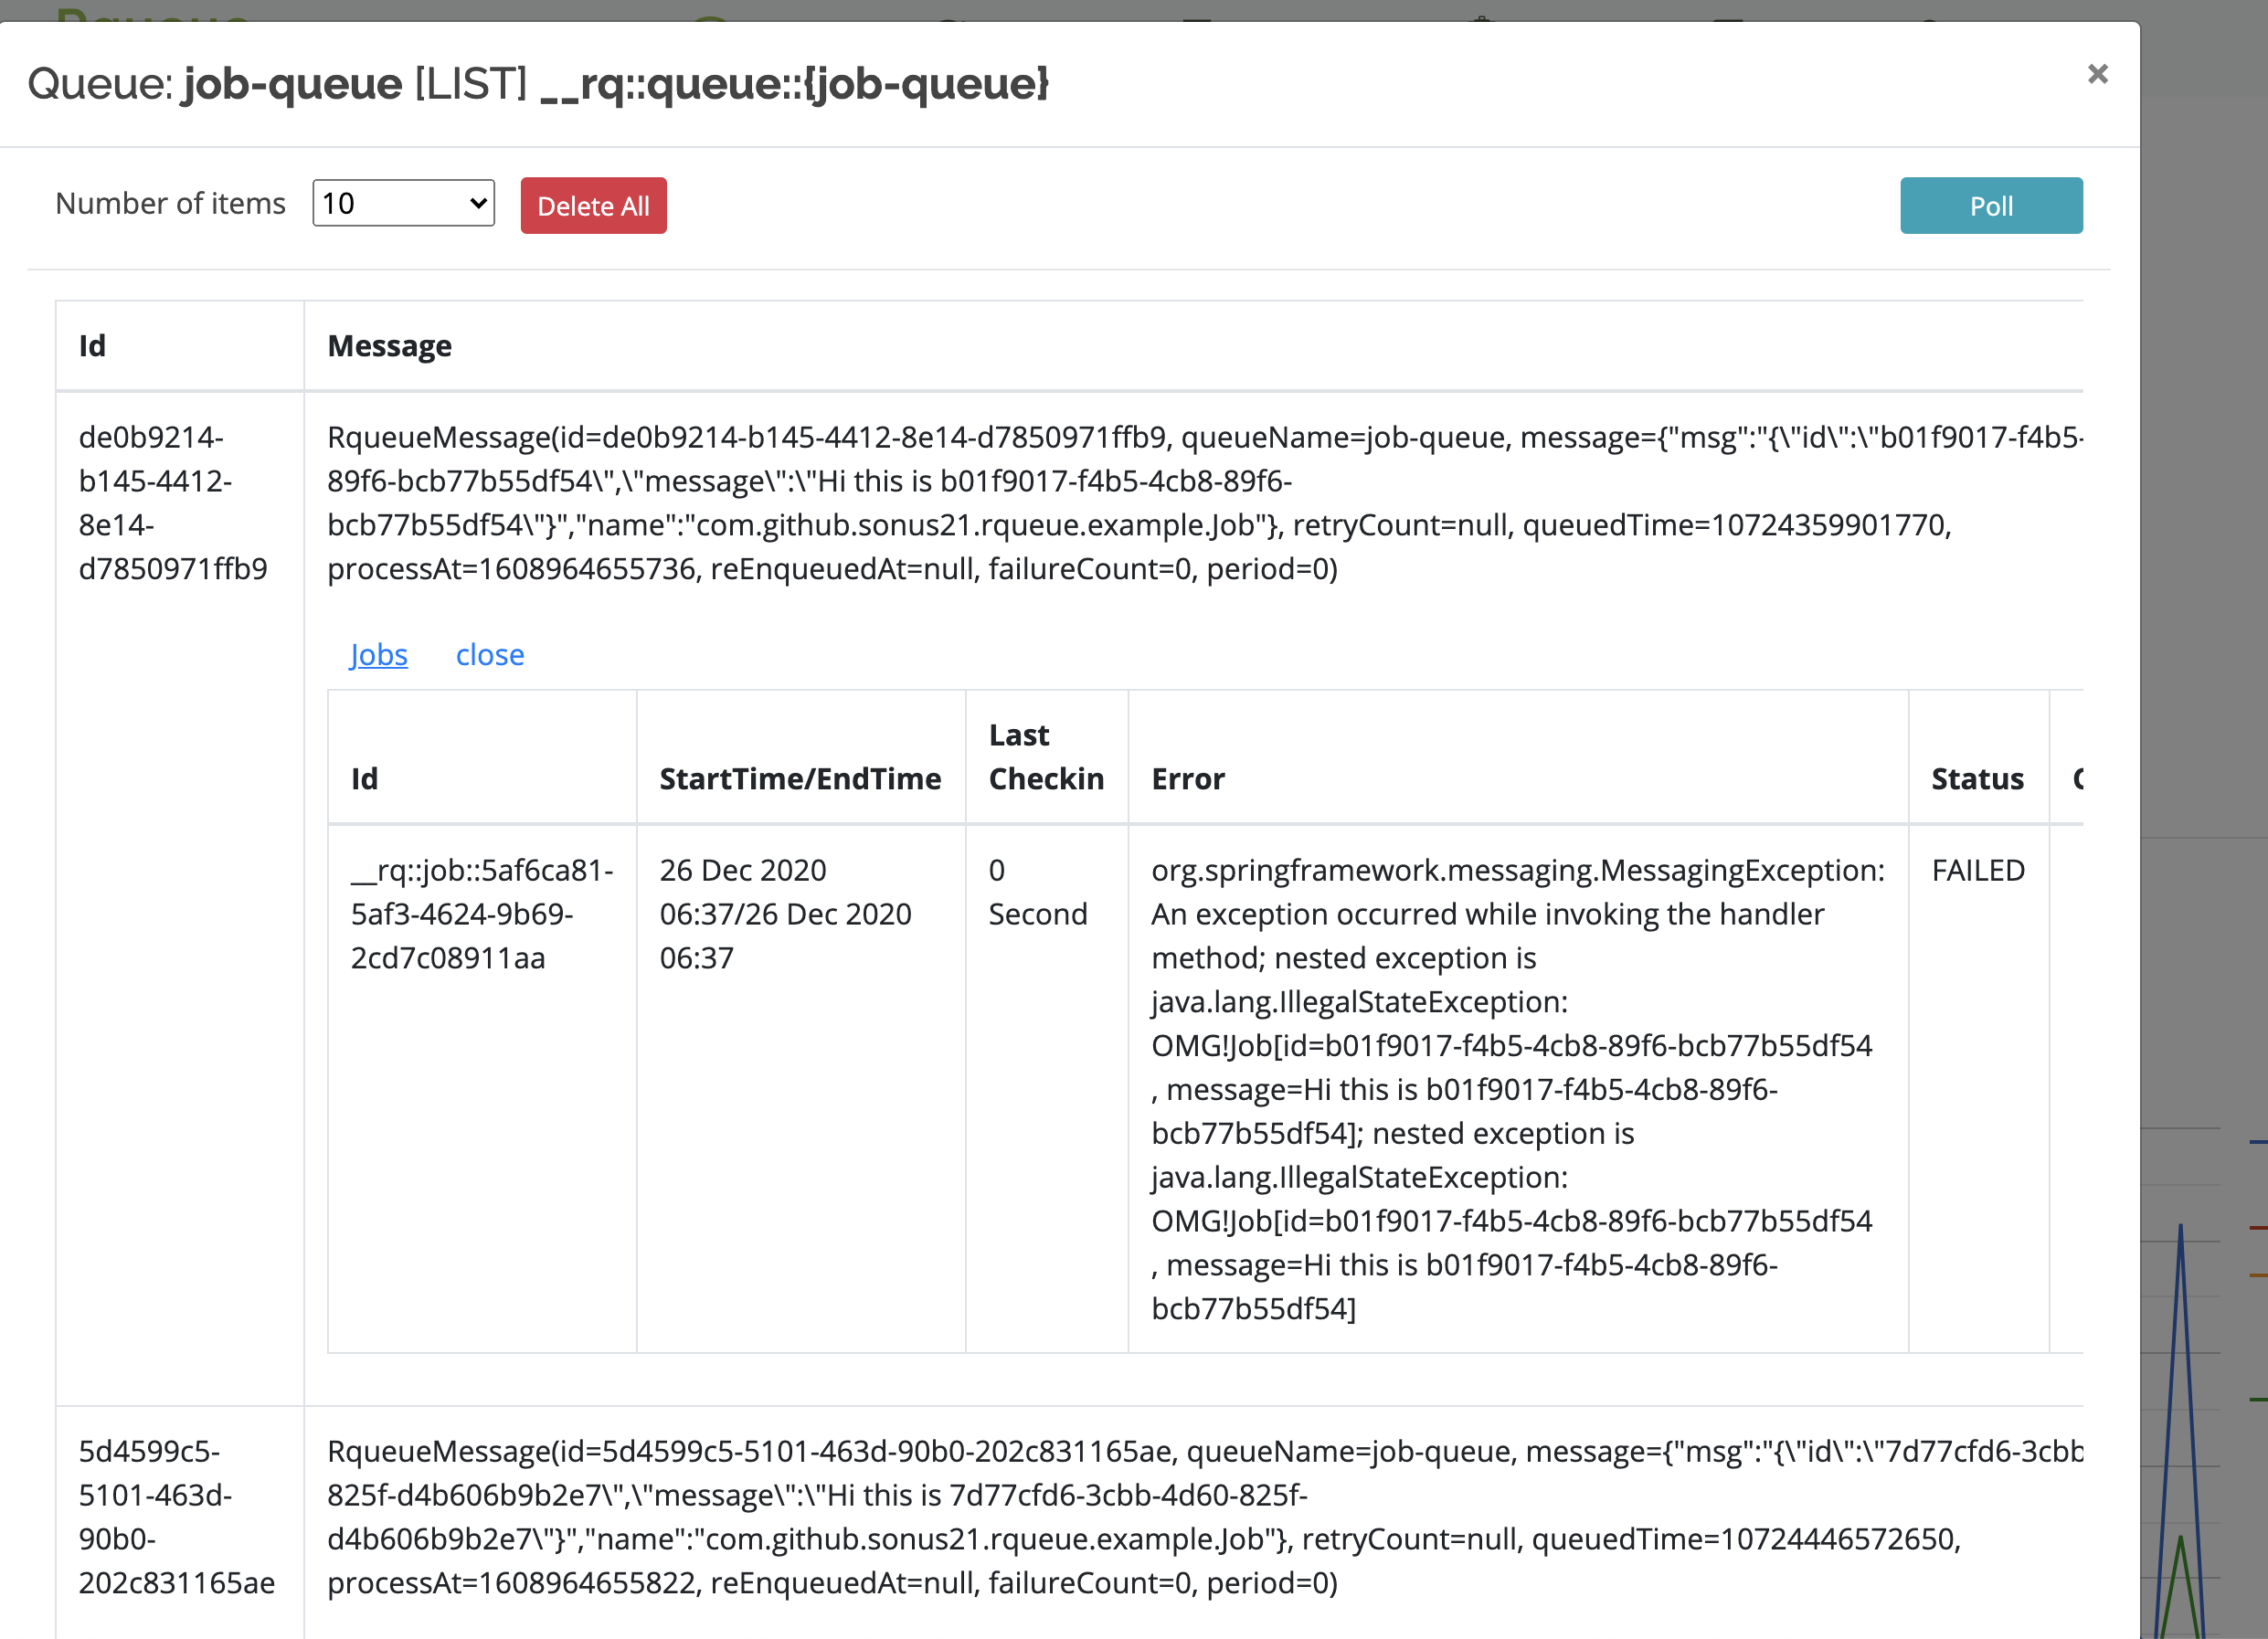 Queue: job-queue [LIST] __rq::queue::{job-queue}
×
Number of items 10 Delete All Poll
Id Message
de0b9214-
b145-4412-
8e14-
d7850971ffb9
RqueueMessage(id=de0b9214-b145-4412-8e14-d7850971ffb9, queueName=job-queue, message={"msg":"{\"id\":\"b01f9017-f4b5-
89f6-bcb77b55df54\",\"message\":\"Hi this is b01f9017-f4b5-4cb8-89f6-
bcb77b55df54\"}","name":"com.github.sonus21.rqueue.example.Job"}, retryCount=null, queuedTime=10724359901770,
processAt=1608964655736, reEnqueuedAt=null, failureCount=0, period=0)
Jobs close
Id
StartTime/EndTime
Last
Checkin
Error
Status
__rq::job::5af6ca81-
5af3-4624-9b69-
2cd7c08911aa
26 Dec 2020
06:37/26 Dec 2020
06:37
0
Second
org.springframework.messaging.MessagingException:
An exception occurred while invoking the handler
method; nested exception is
java.lang.IllegalStateException:
OMG!Job[id=b01f9017-f4b5-4cb8-89f6-bcb77b55df54
, message=Hi this is b01f9017-f4b5-4cb8-89f6-
bcb77b55df54]; nested exception is
java.lang.IllegalStateException:
OMG!Job[id=b01f9017-f4b5-4cb8-89f6-bcb77b55df54
, message=Hi this is b01f9017-f4b5-4cb8-89f6-
bcb77b55df54]
FAILED
5d4599c5-
5101-463d-
90b0-
202c831165ae
RqueueMessage(id=5d4599c5-5101-463d-90b0-202c831165ae, queueName=job-queue, message={"msg":"{\"id\":\"7d77cfd6-3cbb
825f-d4b606b9b2e7\",\"message\":\"Hi this is 7d77cfd6-3cbb-4d60-825f-
d4b606b9b2e7\"}","name":"com.github.sonus21.rqueue.example.Job"}, retryCount=null, queuedTime=10724446572650,
processAt=1608964655822, reEnqueuedAt=null, failureCount=0, period=0)